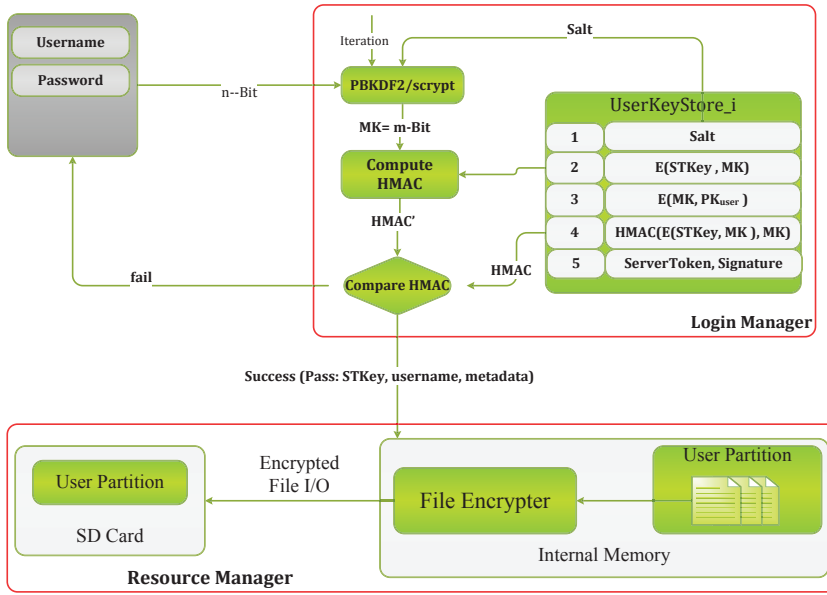 Username
Password
n--Bit
Iteration
Salt
PBKDF2/scrypt
MK= m-Bit
Compute
HMAC
HMAC’
Compare HMAC
HMAC
fail
UserKeyStore_i
1 Salt
2 E(STKey , MK)
3 E(MK, PKuser )
4 HMAC(E(STKey, MK ), MK)
5 ServerToken, Signature
Login Manager
Success (Pass: STKey, username, metadata)
User Partition
SD Card
Encrypted
File I/O
File Encrypter
User Partition
Internal Memory
Resource Manager